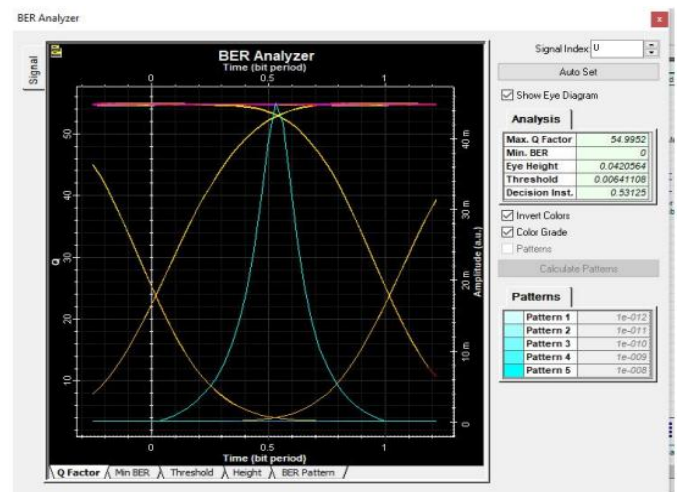 BER Analyzer
x
Signal
BER Analyzer
Time (bit period)
0 0.5 1
50
40
30
20
10
Q
40 m
30 m
20 m
10 m
0
Amplitude (a.u.)
0 0.5 1
Time (bit period)
Q Factor Min BER Threshold Height BER Pattern
Signal Index: U
Auto Set
Show Eye Diagram
Analysis
Max. Q Factor 54.9952
Min. BER 0
Eye Height 0.0420564
Threshold 0.00641108
Decision Inst. 0.53125
Invert Colors
Color Grade
Patterns
Calculate Patterns
Patterns
Pattern 1 1e-012
Pattern 2 1e-011
Pattern 3 1e-010
Pattern 4 1e-009
Pattern 5 1e-008